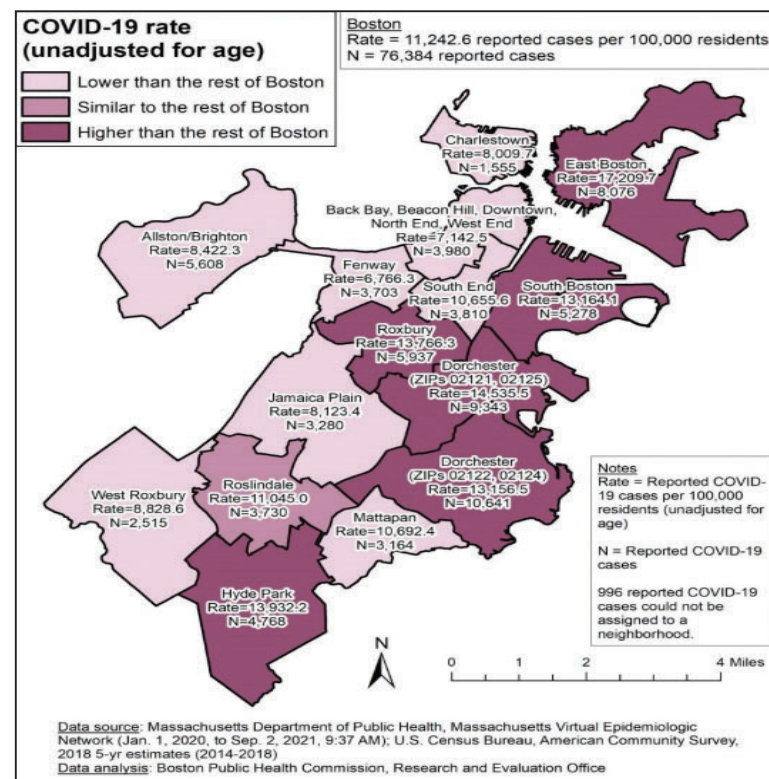 COVID-19 rate
(unadjusted for age)
Lower than the rest of Boston
Similar to the rest of Boston
Higher than the rest of Boston
Boston
Rate = 11,242.6 reported cases per 100,000 residents
N = 76,384 reported cases
Charlestown
Rate=8,009.7
N=1,555
East Boston
Rate=17,209.7
N=8,076
Back Bay, Beacon Hill, Downtown,
North End, West End
Rate=7,142.5
N=3,980
Allston/Brighton
Rate=8,422.3
N=5,608
Fenway
Rate=6,766.3
N=3,703
South End
Rate=10,655.6
N=3,810
South Boston
Rate=13,164.1
N=5,278
Roxbury
Rate=13,766.3
N=5,937
Dorchester
(ZIPs 02121, 02125)
Rate=14,535.5
N=9,343
Jamaica Plain
Rate=8,123.4
N=3,280
Dorchester
(ZIPs 02122, 02124)
Rate=13,156.5
N=10,641
West Roxbury
Rate=8,828.6
N=2,515
Roslindale
Rate=11,045.0
N=3,730
Mattapan
Rate=10,692.4
N=3,164
Hyde Park
Rate=13,932.2
N=4,768
Notes
Rate = Reported COVID-
19 cases per 100,000
residents (unadjusted for
age)
N = Reported COVID-19
cases
996 reported COVID-19
cases could not be
assigned to a
neighborhood.
N
0 1 2 4 Miles
Data source: Massachusetts Department of Public Health, Massachusetts Virtual Epidemiologic
Network (Jan. 1, 2020, to Sep. 2, 2021, 9:37 AM); U.S. Census Bureau, American Community Survey,
2018 5-yr estimates (2014-2018)
Data analysis: Boston Public Health Commission, Research and Evaluation Office